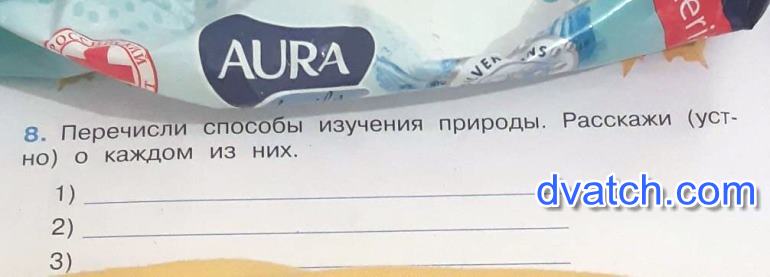 AURA
8. Перечисли способы изучения природы. Расскажи (уст-
но) о каждом из них.
1)
dvatch.com
2)
3)